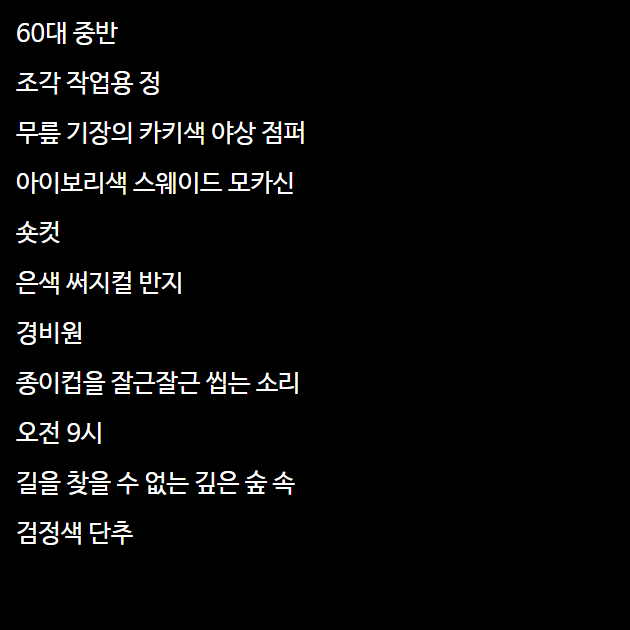 60대 중반
조각 작업용 정
무릎 기장의 카키색 야상 점퍼
아이보리색 스웨이드 모카신
숏컷
은색 써지컬 반지
경비원
종이컵을 잘근잘근 씹는 소리
오전 9시
길을 찾을 수 없는 깊은 숲 속
검정색 단추